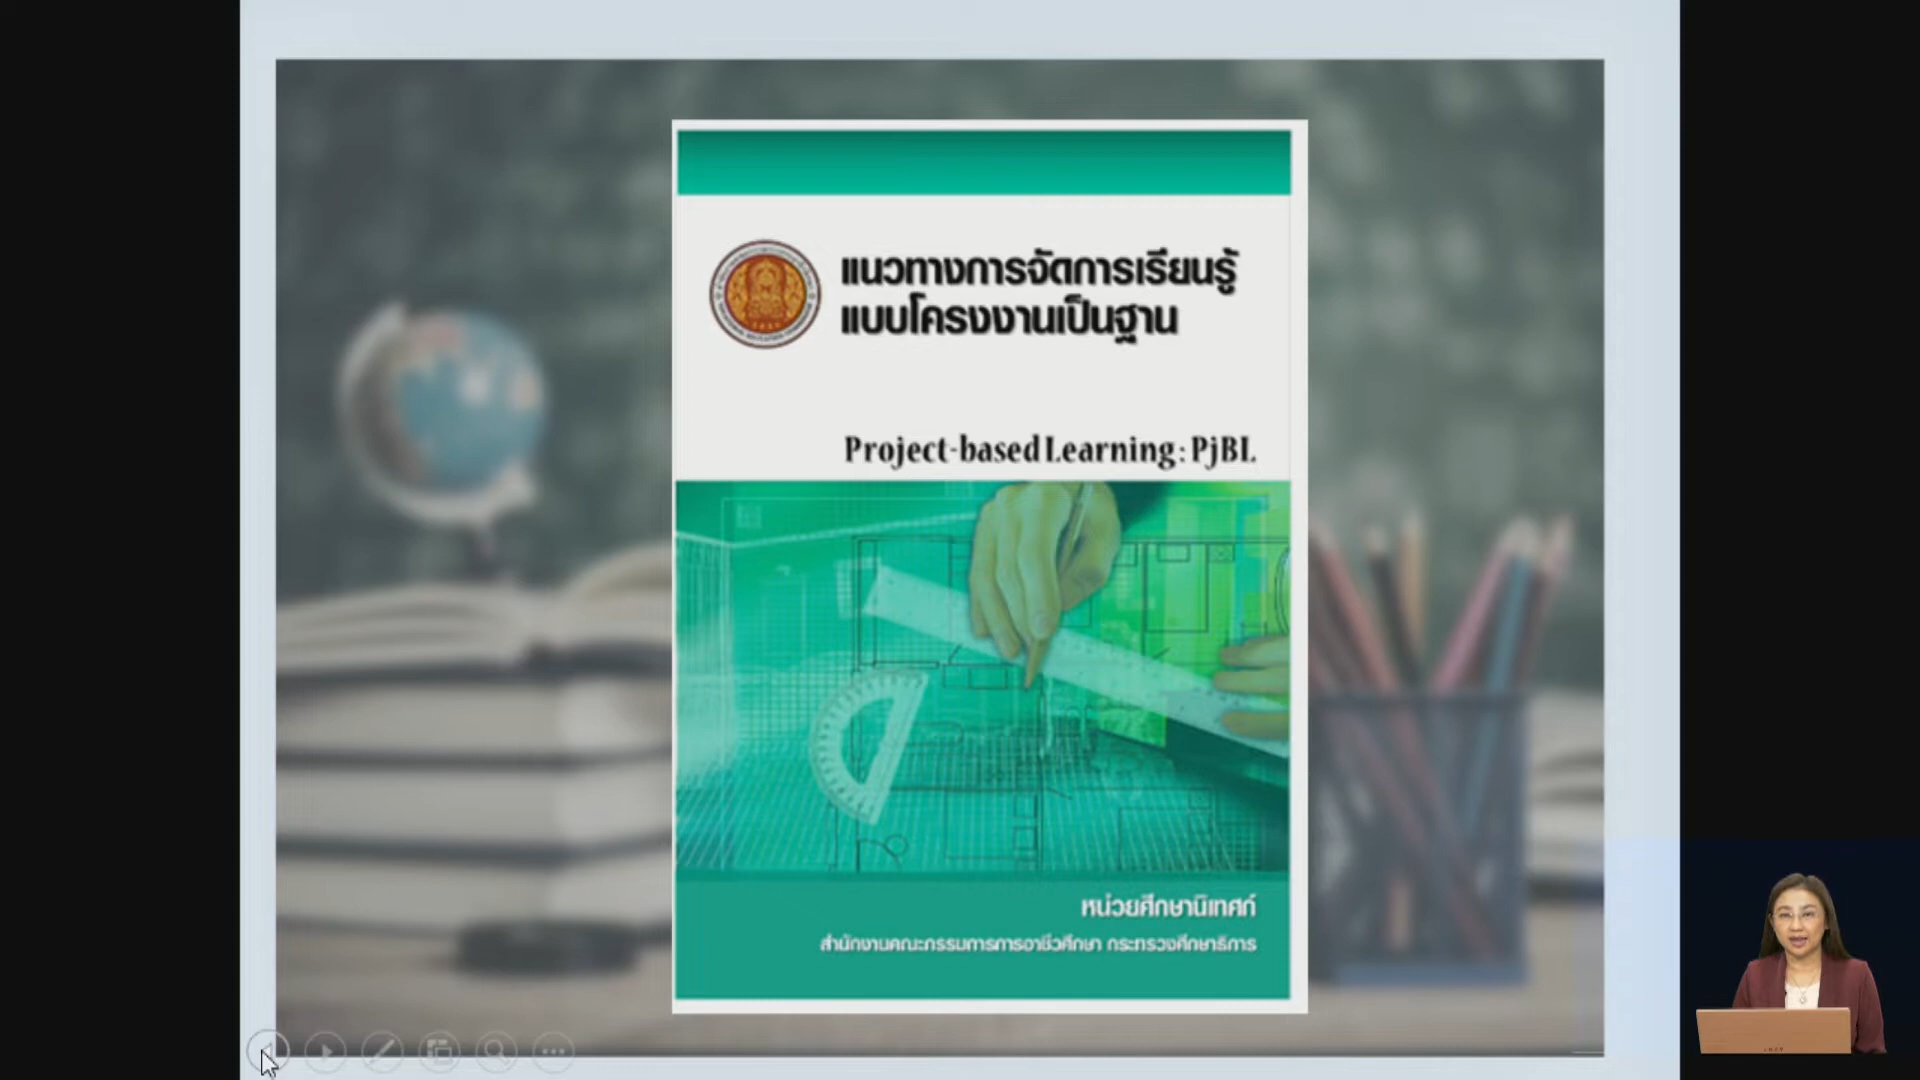 แนวทางการจัดการเรียนรู้
แบบโครงงานเป็นฐาน
Project-based Learning : PjBL
หน่วยศึกษานิเทศก์
สำนักงานคณะกรรมการการอาชีวศึกษา กระทรวงศึกษาธิการ